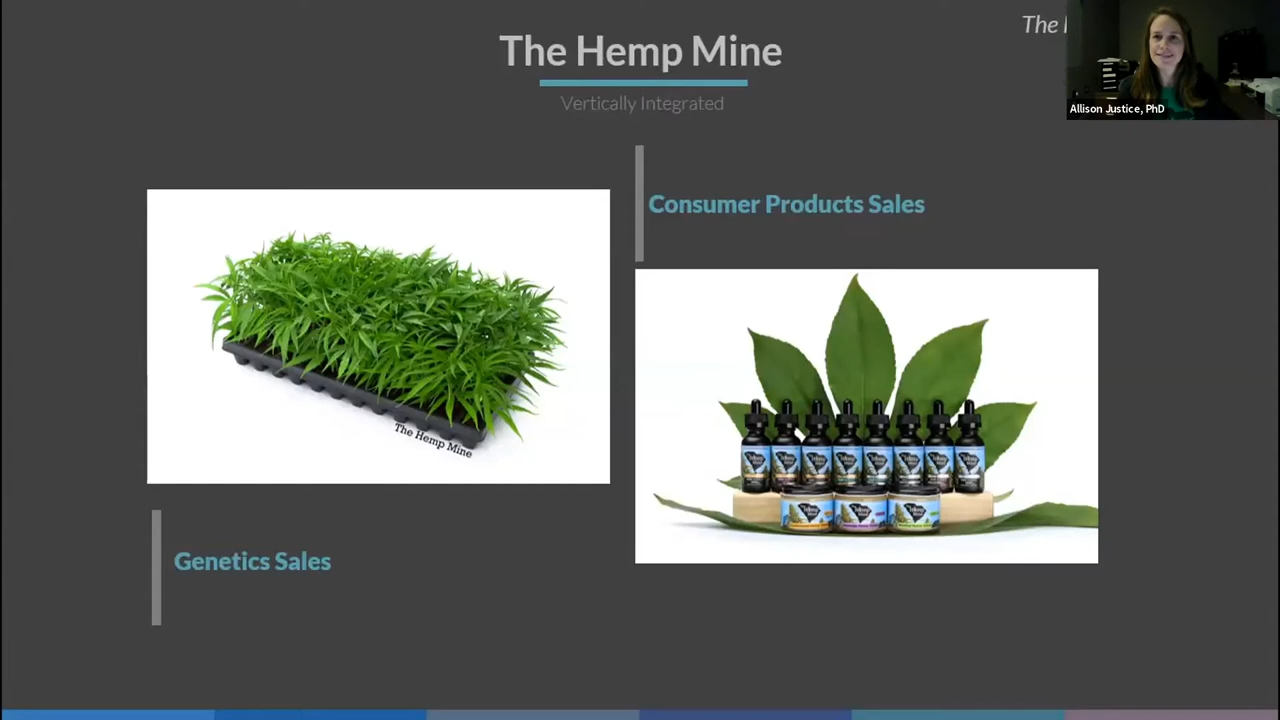 The Hemp Mine
Vertically Integrated
The
Allison Justice, PhD
Consumer Products Sales
The Hemp Mine
Genetics Sales